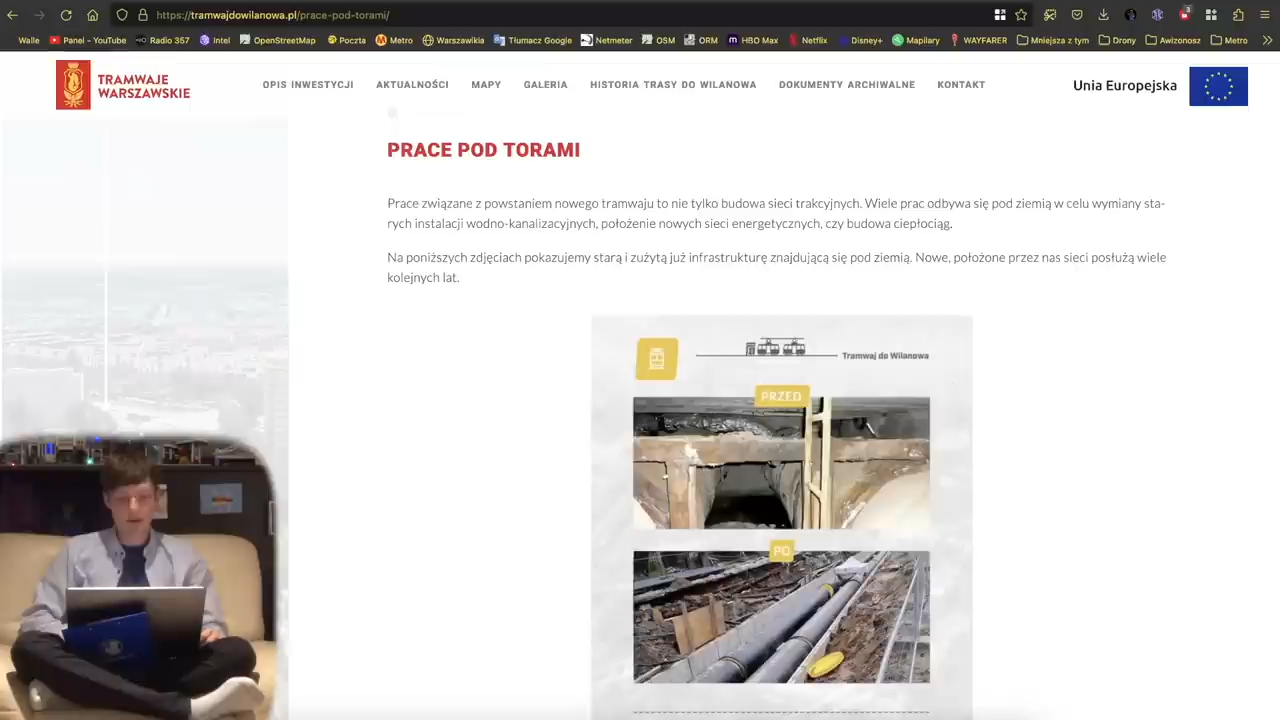 https://tramwajdowilanowa.pl/prace-pod-torami/
3
Walle Panel - YouTube Radio 357 Intel OpenStreetMap Poczta Metro Warszawikia Tłumacz Google Netmeter OSM ORM HBO Max Netflix Disney+ Mapilary WAYFARER Mniejsza z tym Drony Awizonosz Metro
TRAMWAJE
WARSZAWSKIE
OPIS INWESTYCJI AKTUALNOŚCI MAPY GALERIA HISTORIA TRASY DO WILANOWA DOKUMENTY ARCHIWALNE KONTAKT
Unia Europejska
PRACE POD TORAMI
Prace związane z powstaniem nowego tramwaju to nie tylko budowa sieci trakcyjnych. Wiele prac odbywa się pod ziemią w celu wymiany sta-
rych instalacji wodno-kanalizacyjnych, położenie nowych sieci energetycznych, czy budowa ciepłociąg.
Na poniższych zdjęciach pokazujemy starą i zużytą już infrastrukturę znajdującą się pod ziemią. Nowe, położone przez nas sieci posłużą wiele
kolejnych lat.
Tramwaj do Wilanowa
PRZED
PO